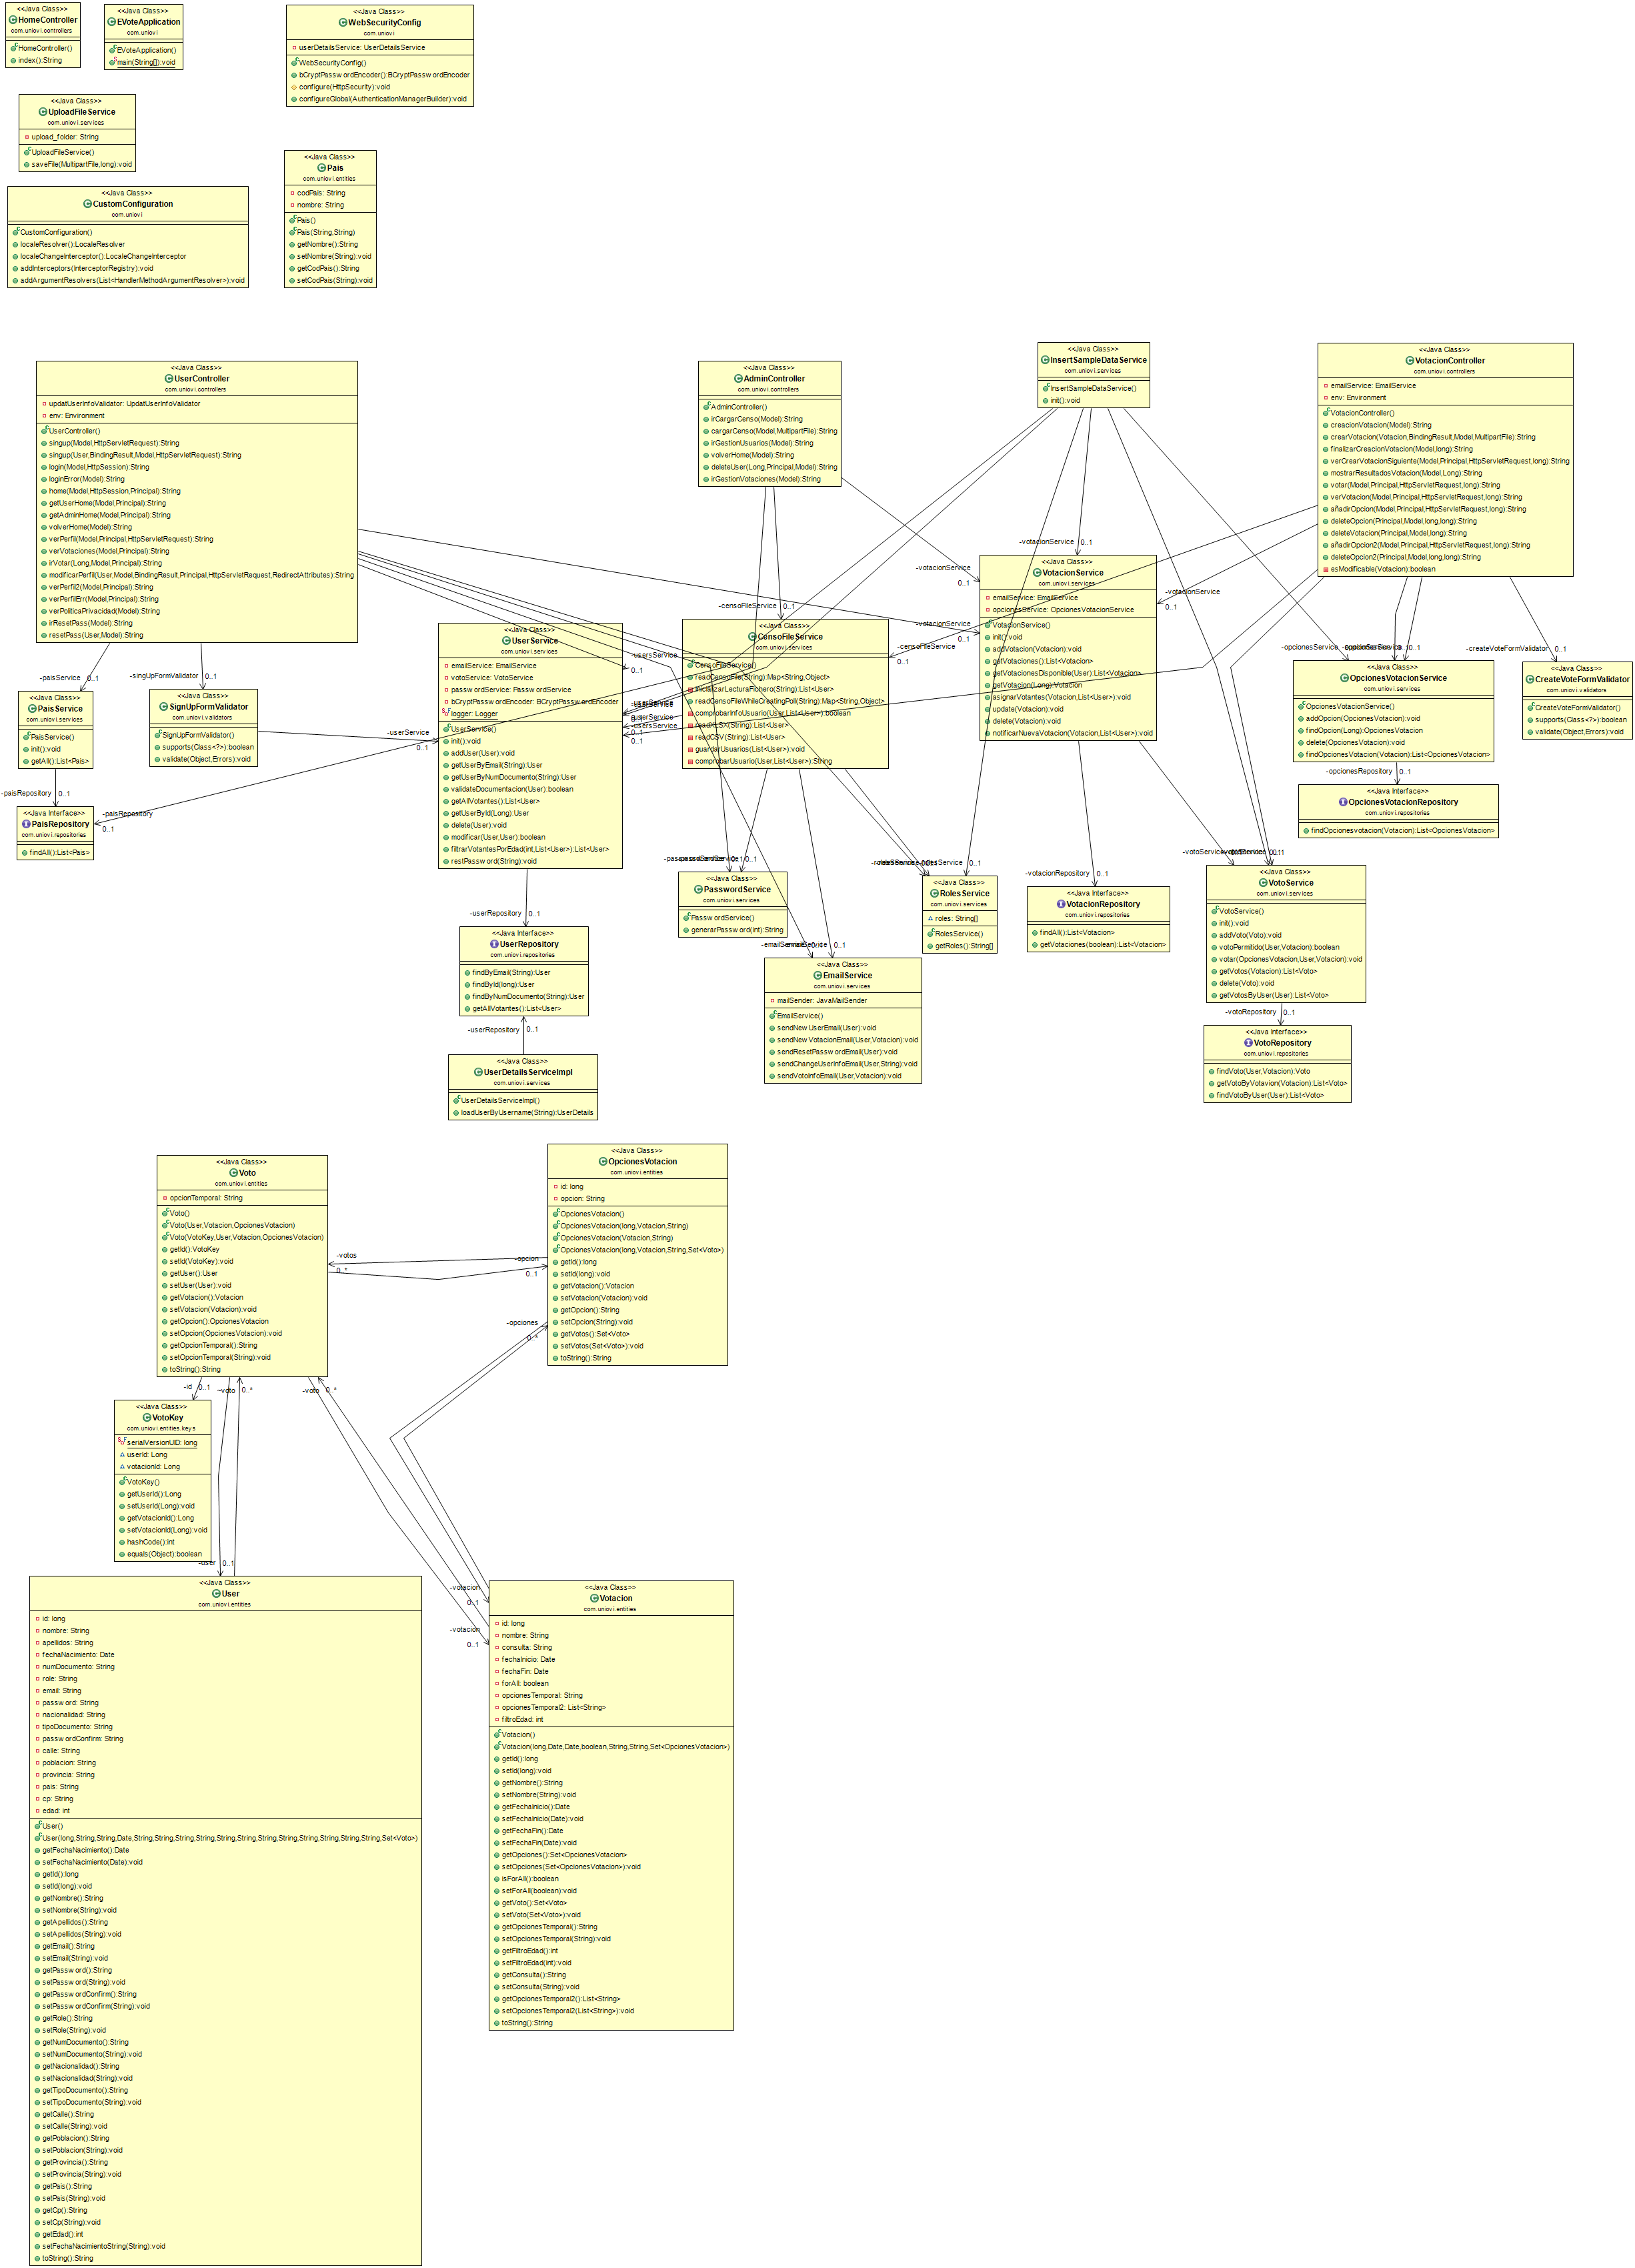 <<Java Class>>
HomeController
com.uniovi.controllers
HomeController()
index():String
<<Java Class>>
EVoteApplication
com.uniovi
EVoteApplication()
main(String[]):void
<<Java Class>>
WebSecurityConfig
com.uniovi
userDetailsService: UserDetailsService
WebSecurityConfig()
bCryptPasswordEncoder():BCryptPasswordEncoder
configure(HttpSecurity):void
configureGlobal(AuthenticationManagerBuilder):void
<<Java Class>>
UploadFileService
com.uniovi.services
upload_folder: String
UploadFileService()
saveFile(MultipartFile,long):void
<<Java Class>>
Pais
com.uniovi.entities
codPais: String
nombre: String
Pais()
Pais(String,String)
getNombre():String
setNombre(String):void
getCodPais():String
setCodPais(String):void
<<Java Class>>
CustomConfiguration
com.uniovi
CustomConfiguration()
localeResolver():LocaleResolver
localeChangeInterceptor():LocaleChangeInterceptor
addInterceptors(InterceptorRegistry):void
addArgumentResolvers(List<HandlerMethodArgumentResolver>):void
<<Java Class>>
UserController
com.uniovi.controllers
updatUserInfoValidator: UpdatUserInfoValidator
env: Environment
UserController()
singup(Model,HttpServletRequest):String
singup(User,BindingResult,Model,HttpServletRequest):String
login(Model,HttpSession):String
loginError(Model):String
home(Model,HttpSession,Principal):String
getUserHome(Model,Principal):String
getAdminHome(Model,Principal):String
volverHome(Model):String
verPerfil(Model,Principal,HttpServletRequest):String
verVotaciones(Model,Principal):String
irVotar(Long,Model,Principal):String
modificarPerfil(User,Model,BindingResult,Principal,HttpServletRequest,RedirectAttributes):String
verPerfil2(Model,Principal):String
verPerfilErr(Model,Principal):String
verPoliticaPrivacidad(Model):String
irResetPass(Model):String
resetPass(User,Model):String
<<Java Class>>
AdminController
com.uniovi.controllers
AdminController()
irCargarCenso(Model):String
cargarCenso(Model,MultipartFile):String
irGestionUsuarios(Model):String
volverHome(Model):String
deleteUser(Long,Principal,Model):String
irGestionVotaciones(Model):String
<<Java Class>>
InsertSampleDataService
com.uniovi.services
InsertSampleDataService()
init():void
<<Java Class>>
VotacionController
com.uniovi.controllers
emailService: EmailService
env: Environment
VotacionController()
creacionVotacion(Model):String
crearVotacion(Votacion,BindingResult,Model,MultipartFile):String
finalizarCreacionVotacion(Model,long):String
verCrearVotacionSiguiente(Model,Principal,HttpServletRequest,long):String
mostrarResultadosVotacion(Model,Long):String
votar(Model,Principal,HttpServletRequest,long):String
verVotacion(Model,Principal,HttpServletRequest,long):String
añadirOpcion(Model,Principal,HttpServletRequest,long):String
deleteOpcion(Principal,Model,long,long):String
deleteVotacion(Principal,Model,long):String
añadirOpcion2(Model,Principal,HttpServletRequest,long):String
deleteOpcion2(Principal,Model,long,long):String
esModificable(Votacion):boolean
-votacionService 0..1
-votacionService
0..1
-censoFileService 0..1
-votacionService
0..1
-votacionService
0..1
-censoFileService
0..1
<<Java Class>>
VotacionService
com.uniovi.services
emailService: EmailService
opcionesService: OpcionesVotacionService
VotacionService()
init():void
addVotacion(Votacion):void
getVotaciones():List<Votacion>
getVotacionesDisponible(User):List<Votacion>
getVotacion(Long):Votacion
asignarVotantes(Votacion,List<User>):void
update(Votacion):void
delete(Votacion):void
notificarNuevaVotacion(Votacion,List<User>):void
<<Java Class>>
UserService
com.uniovi.services
emailService: EmailService
votoService: VotoService
passwordService: PasswordService
bCryptPasswordEncoder: BCryptPasswordEncoder
logger: Logger
UserService()
init():void
addUser(User):void
getUserByEmail(String):User
getUserByNumDocumento(String):User
validateDocumentacion(User):boolean
getAllVotantes():List<User>
getUserById(Long):User
delete(User):void
modificar(User,User):boolean
filtrarVotantesPorEdad(int,List<User>):List<User>
restPassword(String):void
-usersService
0..1
-userService
0..1
-usersService
0..1
<<Java Class>>
CensoFileService
com.uniovi.services
CensoFileService()
readCensoFile(String):Map<String,Object>
inicializarLecturaFichero(String):List<User>
readCensoFileWhileCreatingPoll(String):Map<String,Object>
comprobarInfoUsuario(User,List<User>):boolean
readXLSX(String):List<User>
readCSV(String):List<User>
guardarUsuarios(List<User>):void
comprobarUsuario(User,List<User>):String
-opcionesService
0..1
-createVoteFormValidator 0..1
<<Java Class>>
OpcionesVotacionService
com.uniovi.services
OpcionesVotacionService()
addOpcion(OpcionesVotacion):void
findOpcion(Long):OpcionesVotacion
delete(OpcionesVotacion):void
findOpcionesVotacion(Votacion):List<OpcionesVotacion>
<<Java Class>>
CreateVoteFormValidator
com.uniovi.validators
CreateVoteFormValidator()
supports(Class<?>):boolean
validate(Object,Errors):void
-paisService 0..1
-singUpFormValidator 0..1
<<Java Class>>
PaisService
com.uniovi.services
PaisService()
init():void
getAll():List<Pais>
<<Java Class>>
SignUpFormValidator
com.uniovi.validators
SignUpFormValidator()
supports(Class<?>):boolean
validate(Object,Errors):void
-userService
0..1
-opcionesRepository 0..1
<<Java Interface>>
OpcionesVotacionRepository
com.uniovi.repositories
findOpcionesvotacion(Votacion):List<OpcionesVotacion>
-paisRepository 0..1
-paisRepository
0..1
<<Java Interface>>
PaisRepository
com.uniovi.repositories
findAll():List<Pais>
0..1
-rolesService 0..1
-votacionRepository 0..1
-votoService
<<Java Class>>
PasswordService
com.uniovi.services
PasswordService()
generarPassword(int):String
<<Java Class>>
RolesService
com.uniovi.services
roles: String[]
RolesService()
getRoles():String[]
<<Java Interface>>
VotacionRepository
com.uniovi.repositories
findAll():List<Votacion>
getVotaciones(boolean):List<Votacion>
<<Java Class>>
VotoService
com.uniovi.services
VotoService()
init():void
addVoto(Voto):void
votoPermitido(User,Votacion):boolean
votar(OpcionesVotacion,User,Votacion):void
getVotos(Votacion):List<Voto>
delete(Voto):void
getVotosByUser(User):List<Voto>
-userRepository 0..1
<<Java Interface>>
UserRepository
com.uniovi.repositories
findByEmail(String):User
findById(long):User
findByNumDocumento(String):User
getAllVotantes():List<User>
-emailService 0..1
<<Java Class>>
EmailService
com.uniovi.services
mailSender: JavaMailSender
EmailService()
sendNewUserEmail(User):void
sendNewVotacionEmail(User,Votacion):void
sendResetPasswordEmail(User):void
sendChangeUserInfoEmail(User,String):void
sendVotoInfoEmail(User,Votacion):void
-votoRepository 0..1
<<Java Interface>>
VotoRepository
com.uniovi.repositories
findVoto(User,Votacion):Voto
getVotoByVotavion(Votacion):List<Voto>
findVotoByUser(User):List<Voto>
-userRepository 0..1
<<Java Class>>
UserDetailsServiceImpl
com.uniovi.services
UserDetailsServiceImpl()
loadUserByUsername(String):UserDetails
<<Java Class>>
Voto
com.uniovi.entities
opcionTemporal: String
Voto()
Voto(User,Votacion,OpcionesVotacion)
Voto(VotoKey,User,Votacion,OpcionesVotacion)
getId():VotoKey
setId(VotoKey):void
getUser():User
setUser(User):void
getVotacion():Votacion
setVotacion(Votacion):void
getOpcion():OpcionesVotacion
setOpcion(OpcionesVotacion):void
getOpcionTemporal():String
setOpcionTemporal(String):void
toString():String
<<Java Class>>
OpcionesVotacion
com.uniovi.entities
id: long
opcion: String
OpcionesVotacion()
OpcionesVotacion(long,Votacion,String)
OpcionesVotacion(Votacion,String)
OpcionesVotacion(long,Votacion,String,Set<Voto>)
getId():long
setId(long):void
getVotacion():Votacion
setVotacion(Votacion):void
getOpcion():String
setOpcion(String):void
getVotos():Set<Voto>
setVotos(Set<Voto>):void
toString():String
-votos
0..*
-opcion
0..1
-opciones
0..*
-id 0..1
~voto 0..*
-voto 0..*
<<Java Class>>
VotoKey
com.uniovi.entities.keys
serialVersionUID: long
userId: Long
votacionId: Long
VotoKey()
getUserId():Long
setUserId(Long):void
getVotacionId():Long
setVotacionId(Long):void
hashCode():int
equals(Object):boolean
-user 0..1
-votacion
0..1
-votacion
0..1
<<Java Class>>
User
com.uniovi.entities
id: long
nombre: String
apellidos: String
fechaNacimiento: Date
numDocumento: String
role: String
email: String
password: String
nacionalidad: String
tipoDocumento: String
passwordConfirm: String
calle: String
poblacion: String
provincia: String
pais: String
cp: String
edad: int
User()
User(long,String,String,Date,String,String,String,String,String,String,String,String,String,String,String,Set<Voto>)
getFechaNacimiento():Date
setFechaNacimiento(Date):void
getId():long
setId(long):void
getNombre():String
setNombre(String):void
getApellidos():String
setApellidos(String):void
getEmail():String
setEmail(String):void
getPassword():String
setPassword(String):void
getPasswordConfirm():String
setPasswordConfirm(String):void
getRole():String
setRole(String):void
getNumDocumento():String
setNumDocumento(String):void
getNacionalidad():String
setNacionalidad(String):void
getTipoDocumento():String
setTipoDocumento(String):void
getCalle():String
setCalle(String):void
getPoblacion():String
setPoblacion(String):void
getProvincia():String
setProvincia(String):void
getPais():String
setPais(String):void
getCp():String
setCp(String):void
getEdad():int
setFechaNacimientoString(String):void
toString():String
<<Java Class>>
Votacion
com.uniovi.entities
id: long
nombre: String
consulta: String
fechaInicio: Date
fechaFin: Date
forAll: boolean
opcionesTemporal: String
opcionesTemporal2: List<String>
filtroEdad: int
Votacion()
Votacion(long,Date,Date,boolean,String,String,Set<OpcionesVotacion>)
getId():long
setId(long):void
getNombre():String
setNombre(String):void
getFechaInicio():Date
setFechaInicio(Date):void
getFechaFin():Date
setFechaFin(Date):void
getOpciones():Set<OpcionesVotacion>
setOpciones(Set<OpcionesVotacion>):void
isForAll():boolean
setForAll(boolean):void
getVoto():Set<Voto>
setVoto(Set<Voto>):void
getOpcionesTemporal():String
setOpcionesTemporal(String):void
getFiltroEdad():int
setFiltroEdad(int):void
getConsulta():String
setConsulta(String):void
getOpcionesTemporal2():List<String>
setOpcionesTemporal2(List<String>):void
toString():String